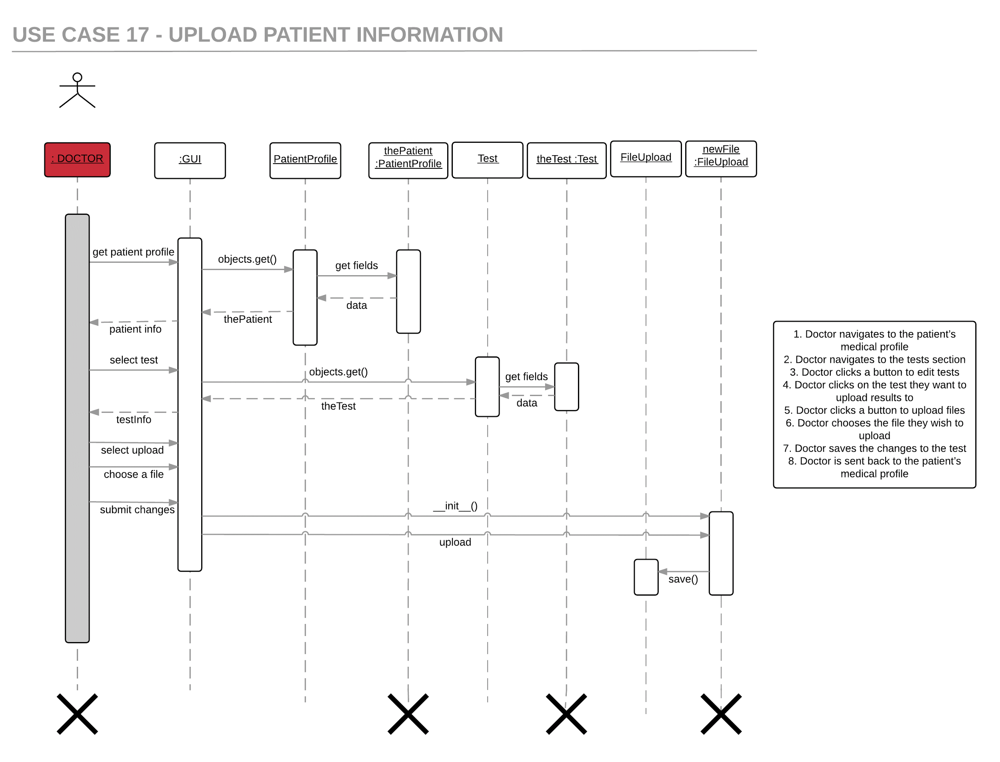 USE CASE 17 - UPLOAD PATIENT INFORMATION
: DOCTOR
:GUI
PatientProfile
thePatient
:PatientProfile
Test
theTest :Test
FileUpload
newFile
:FileUpload
get patient profile
objects.get()
get fields
data
thePatient
patient info
select test
objects.get()
get fields
data
theTest
testInfo
select upload
choose a file
submit changes
__init__()
upload
save()
1. Doctor navigates to the patient’s
medical profile
2. Doctor navigates to the tests section
3. Doctor clicks a button to edit tests
4. Doctor clicks on the test they want to
upload results to
5. Doctor clicks a button to upload files
6. Doctor chooses the file they wish to
upload
7. Doctor saves the changes to the test
8. Doctor is sent back to the patient’s
medical profile